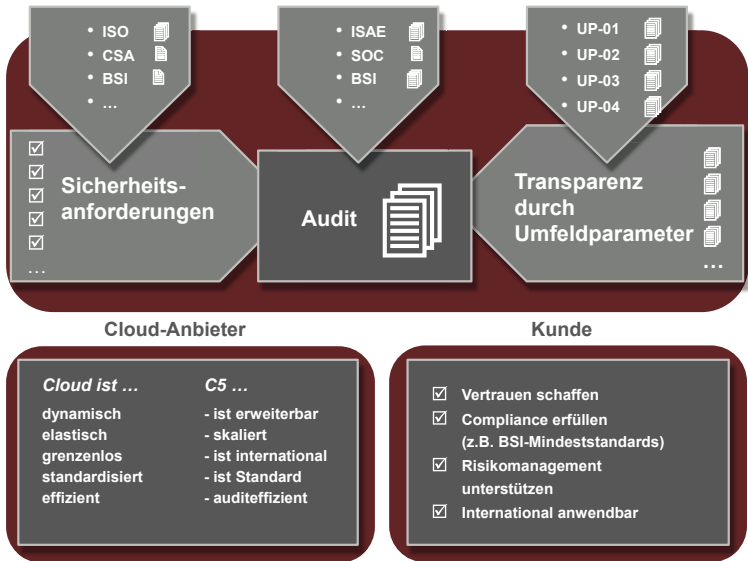 • ISO
• CSA
• BSI
• …
• ISAE
• SOC
• BSI
• …
• UP-01
• UP-02
• UP-03
• UP-04
Sicherheits-
anforderungen
…
Audit
Transparenz
durch
Umfeldparameter
…
Cloud-Anbieter
Cloud ist …
dynamisch
elastisch
grenzenlos
standardisiert
effizient
C5 …
- ist erweiterbar
- skaliert
- ist international
- ist Standard
- auditeffizient
Kunde
Vertrauen schaffen
Compliance erfüllen
(z.B. BSI-Mindeststandards)
Risikomanagement
unterstützen
International anwendbar